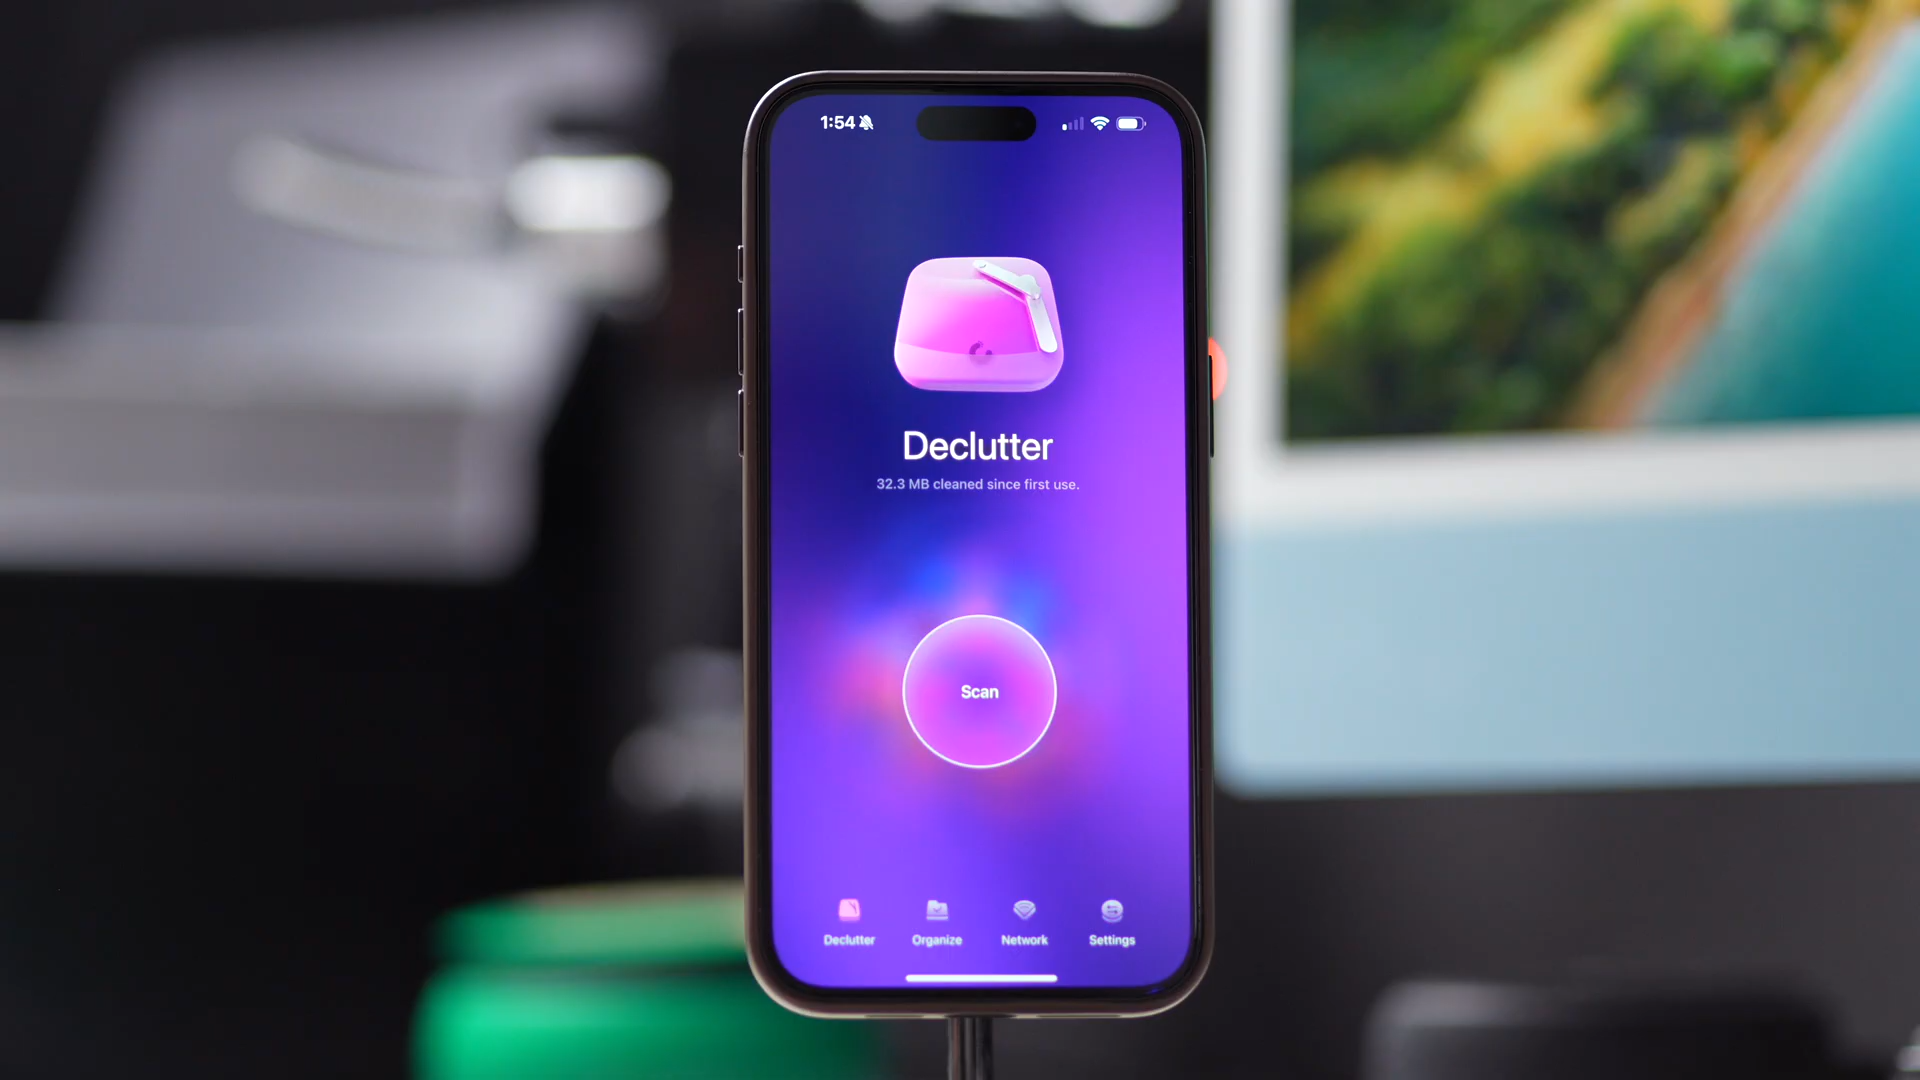 1:54
Declutter
32.3 MB cleaned since first use.
Scan
Declutter
Organize
Network
Settings